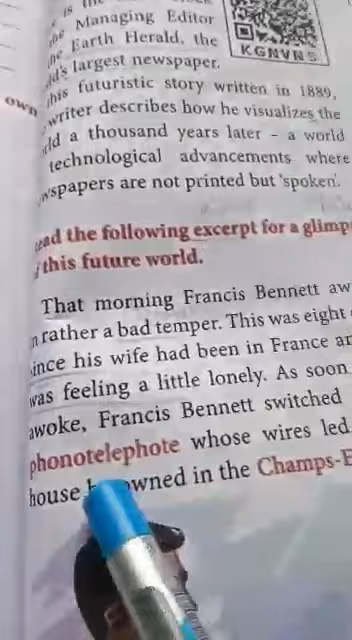 is the
the Managing Editor
the Earth Herald, the
largest newspaper.
KGNVNS
own
this futuristic story written in 1889,
writer describes how he visualizes the
a thousand years later – a world
technological advancements where
wspapers are not printed but 'spoken'.
ead the following excerpt for a glimp
this future world.
That morning Francis Bennett aw
n rather a bad temper. This was eight
ince his wife had been in France an
was feeling a little lonely. As soon
awoke, Francis Bennett switched
phonotelephote whose wires led
house owned in the Champs-E